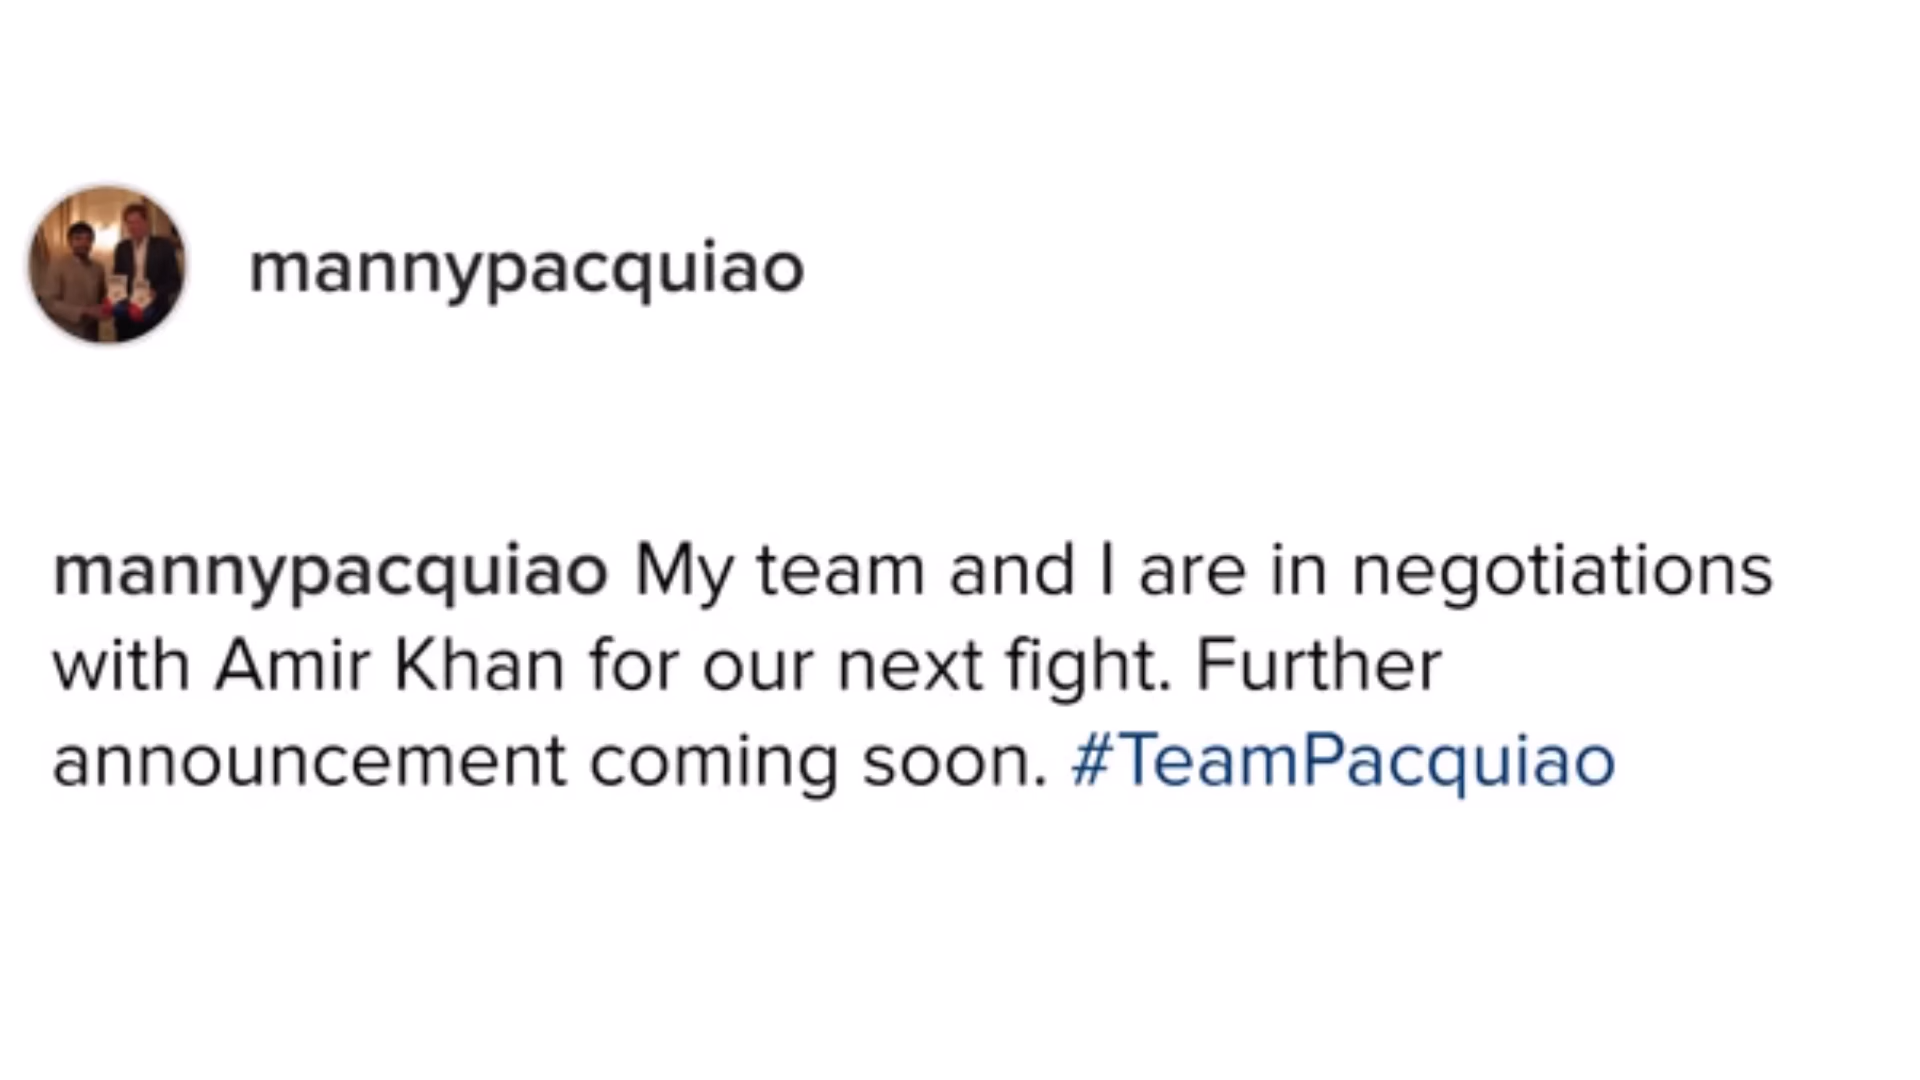 mannypacquiao
mannypacquiao My team and I are in negotiations
with Amir Khan for our next fight. Further
announcement coming soon. #TeamPacquiao